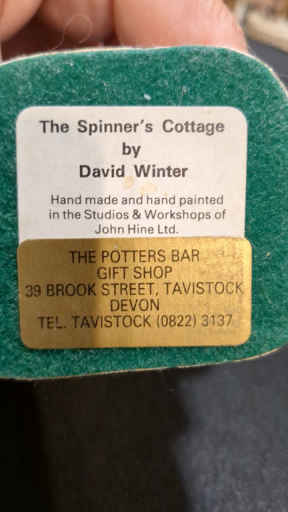 The Spinner's Cottage
by
David Winter
Hand made and hand painted
in the Studios & Workshops of
John Hine Ltd.
THE POTTERS BAR
GIFT SHOP
39 BROOK STREET, TAVISTOCK
DEVON
TEL. TAVISTOCK (0822) 3137